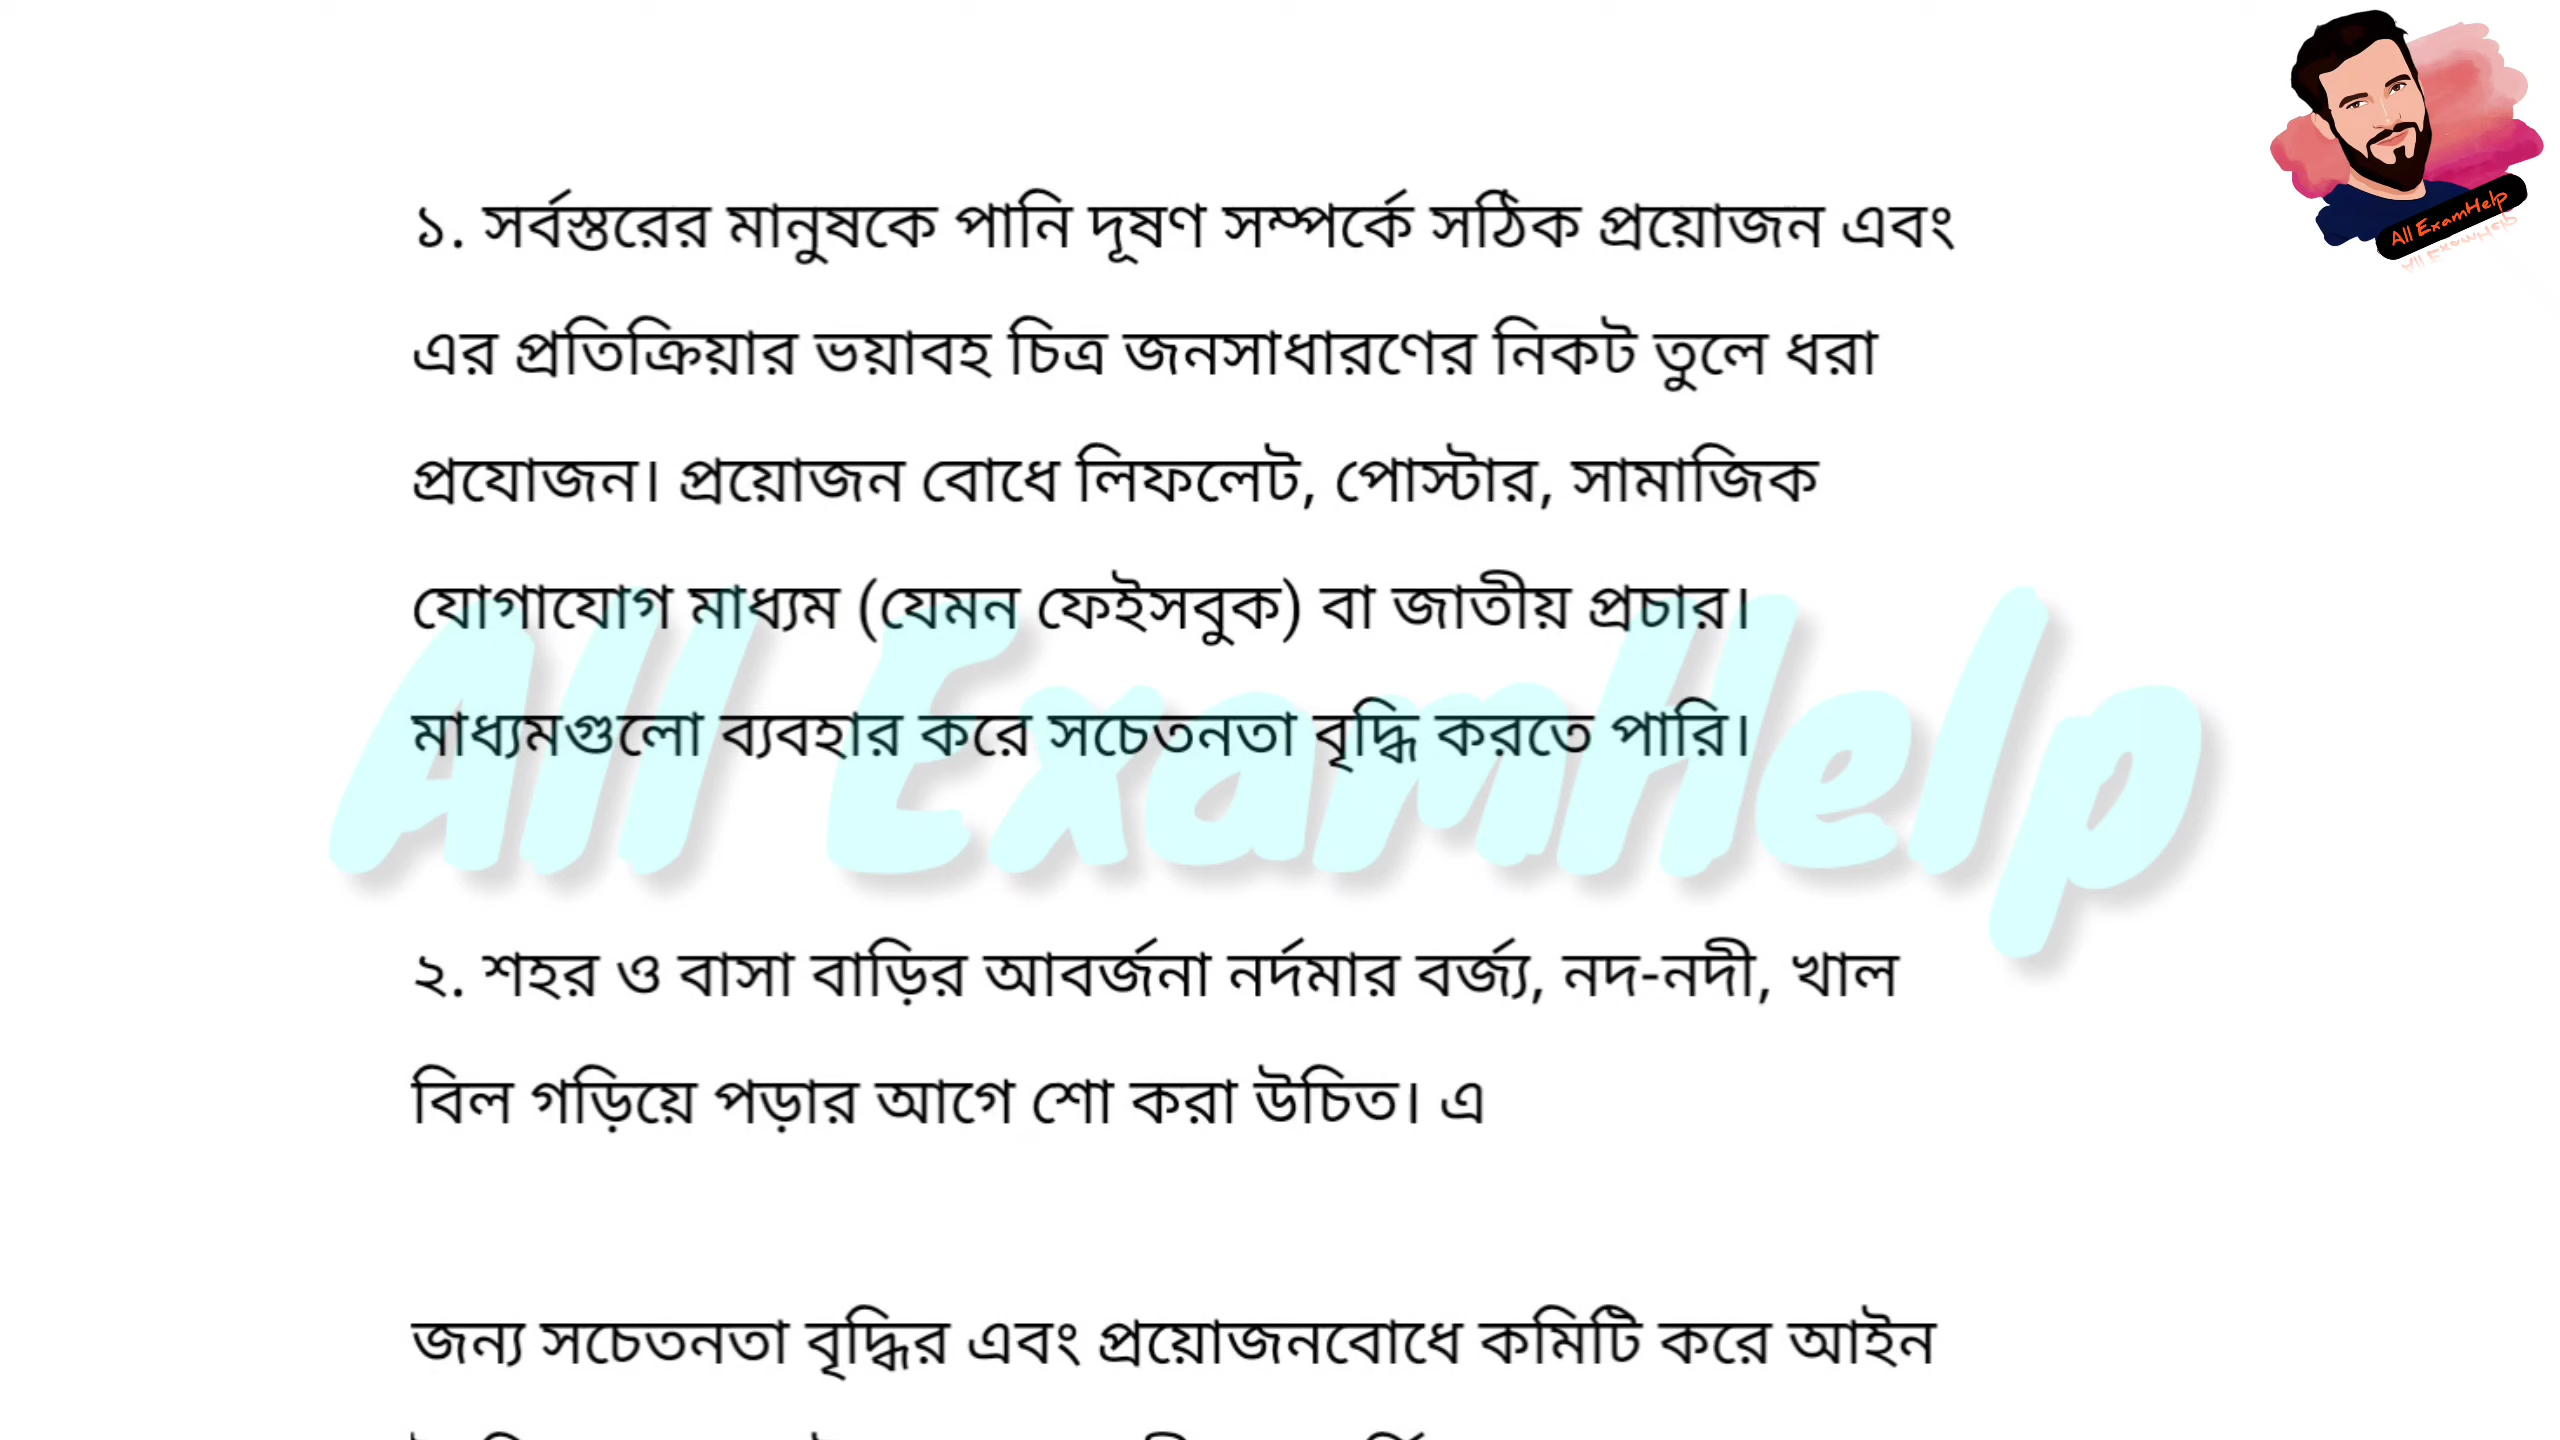 All ExamHelp
১. সর্বস্তরের মানুষকে পানি দূষণ সম্পর্কে সঠিক প্রয়োজন এবং
এর প্রতিক্রিয়ার ভয়াবহ চিত্র জনসাধারণের নিকট তুলে ধরা
প্রযোজন। প্রয়োজন বোধে লিফলেট, পোস্টার, সামাজিক
যোগাযোগ মাধ্যম (যেমন ফেইসবুক) বা জাতীয় প্রচার।
মাধ্যমগুলো ব্যবহার করে সচেতনতা বৃদ্ধি করতে পারি।
All ExamHelp
২. শহর ও বাসা বাড়ির আবর্জনা নর্দমার বর্জ্য, নদ-নদী, খাল
বিল গড়িয়ে পড়ার আগে শো করা উচিত। এ
জন্য সচেতনতা বৃদ্ধির এবং প্রয়োজনবোধে কমিটি করে আইন